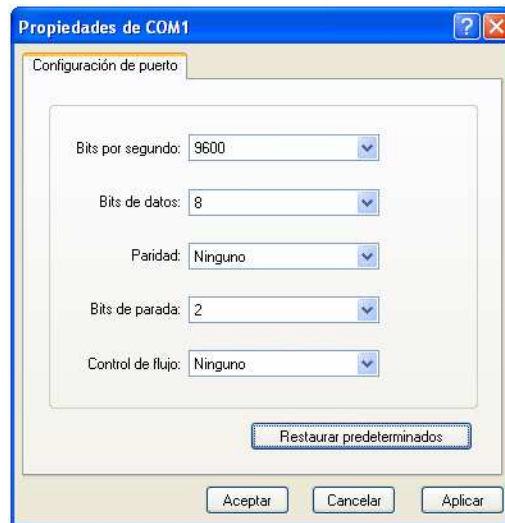 Propiedades de COM1
Configuración de puerto
Bits por segundo: 9600
Bits de datos: 8
Paridad: Ninguno
Bits de parada: 2
Control de flujo: Ninguno
Restaurar predeterminados
Aceptar Cancelar Aplicar